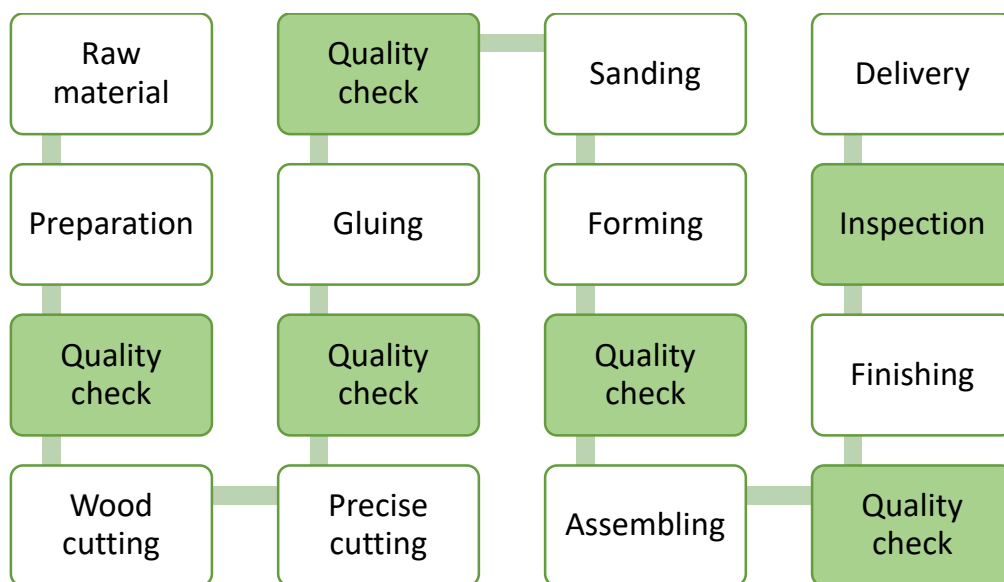 Raw
material
Preparation
Quality
check
Wood
cutting
Precise
cutting
Quality
check
Gluing
Quality
check
Sanding
Forming
Quality
check
Assembling
Quality
check
Finishing
Inspection
Delivery